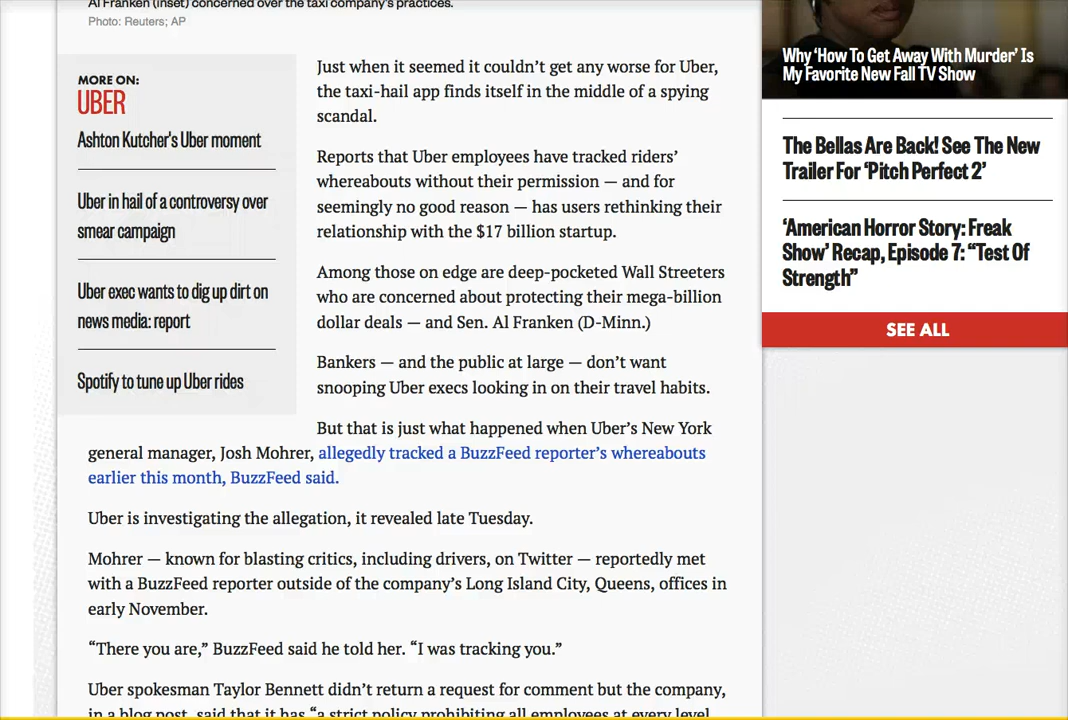 Al Franken (inset) concerned over the taxi company's practices.
Photo: Reuters; AP
MORE ON:
UBER
Ashton Kutcher's Uber moment
Uber in hail of a controversy over
smear campaign
Uber exec wants to dig up dirt on
news media: report
Spotify to tune up Uber rides
Just when it seemed it couldn’t get any worse for Uber,
the taxi-hail app finds itself in the middle of a spying
scandal.
Reports that Uber employees have tracked riders’
whereabouts without their permission — and for
seemingly no good reason — has users rethinking their
relationship with the $17 billion startup.
Among those on edge are deep-pocketed Wall Streeters
who are concerned about protecting their mega-billion
dollar deals — and Sen. Al Franken (D-Minn.)
Bankers — and the public at large — don’t want
snooping Uber execs looking in on their travel habits.
But that is just what happened when Uber’s New York
general manager, Josh Mohrer, allegedly tracked a BuzzFeed reporter’s whereabouts
earlier this month, BuzzFeed said.
Uber is investigating the allegation, it revealed late Tuesday.
Mohrer — known for blasting critics, including drivers, on Twitter — reportedly met
with a BuzzFeed reporter outside of the company’s Long Island City, Queens, offices in
early November.
“There you are,” BuzzFeed said he told her. “I was tracking you.”
Uber spokesman Taylor Bennett didn’t return a request for comment but the company,
in a blog post, said that it has “a strict policy prohibiting all employees at every level
Why ‘How To Get Away With Murder’ Is
My Favorite New Fall TV Show
The Bellas Are Back! See The New
Trailer For ‘Pitch Perfect 2’
‘American Horror Story: Freak
Show’ Recap, Episode 7: “Test Of
Strength”
SEE ALL